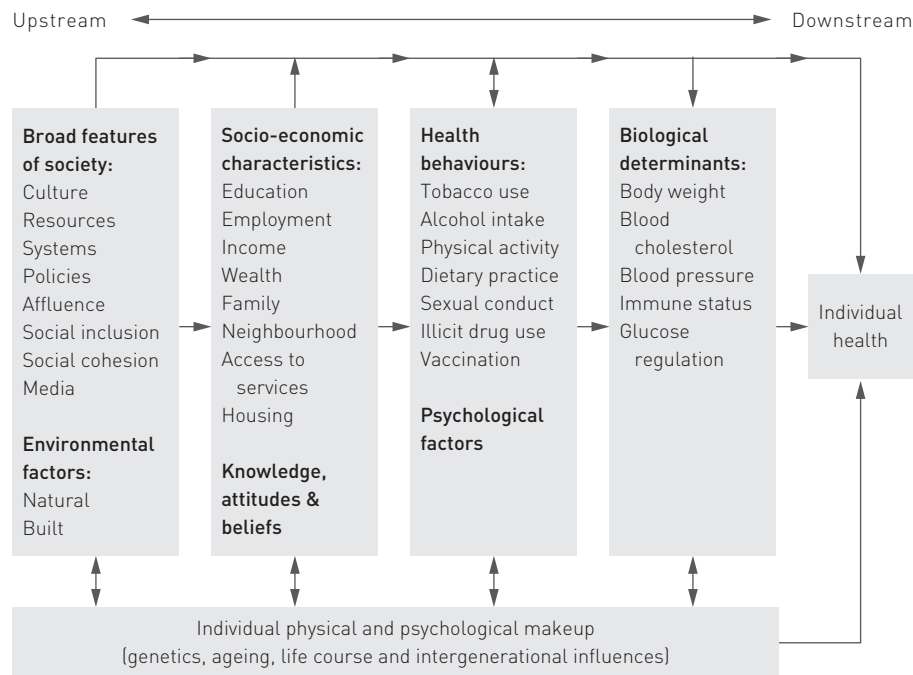 Upstream
Downstream
Broad features
of society:
Culture
Resources
Systems
Policies
Affluence
Social inclusion
Social cohesion
Media
Environmental
factors:
Natural
Built
Socio-economic
characteristics:
Education
Employment
Income
Wealth
Family
Neighbourhood
Access to
services
Housing
Knowledge,
attitudes &
beliefs
Health
behaviours:
Tobacco use
Alcohol intake
Physical activity
Dietary practice
Sexual conduct
Illicit drug use
Vaccination
Psychological
factors
Biological
determinants:
Body weight
Blood
cholesterol
Blood pressure
Immune status
Glucose
regulation
Individual
health
Individual physical and psychological makeup
(genetics, ageing, life course and intergenerational influences)